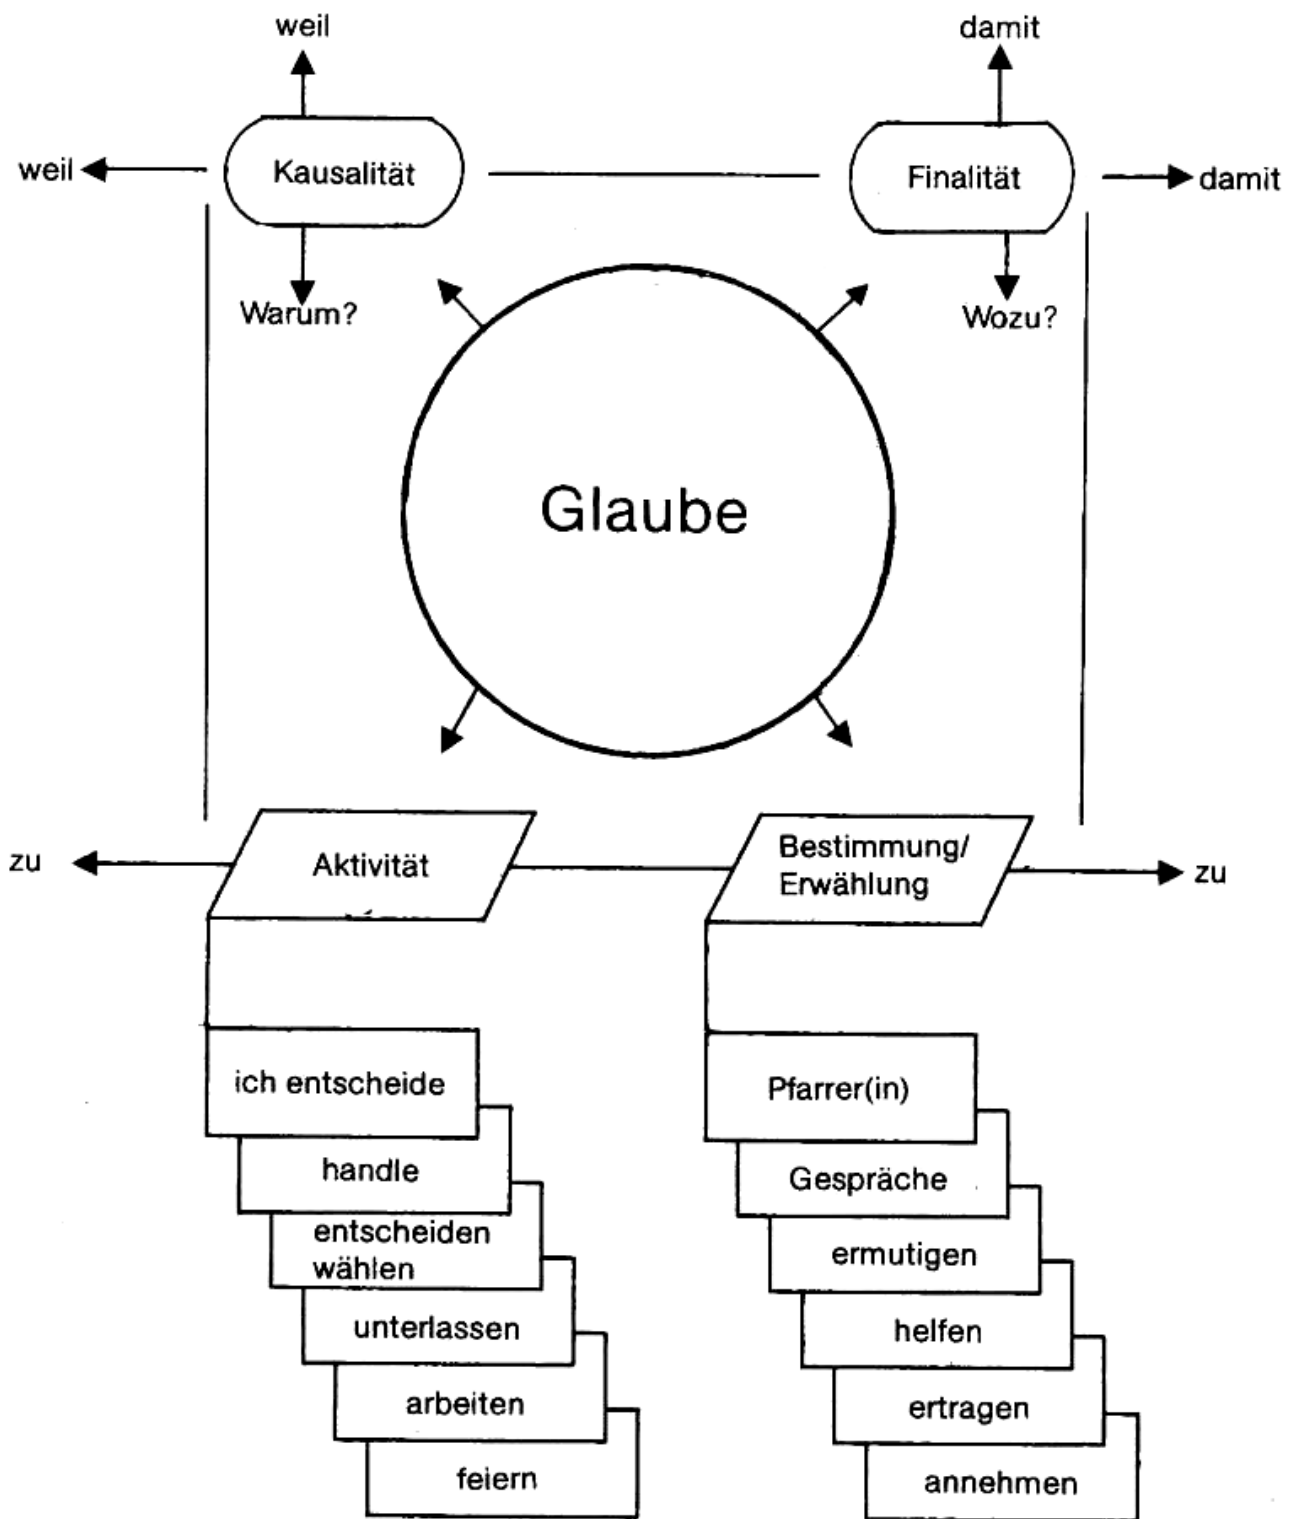 weil
damit
weil
Kausalität
Finalität
damit
Warum?
Wozu?
Glaube
zu
Aktivität
Bestimmung/
Erwählung
zu
ich entscheide
handle
entscheiden
wählen
unterlassen
arbeiten
feiern
Pfarrer(in)
Gespräche
ermutigen
helfen
ertragen
annehmen